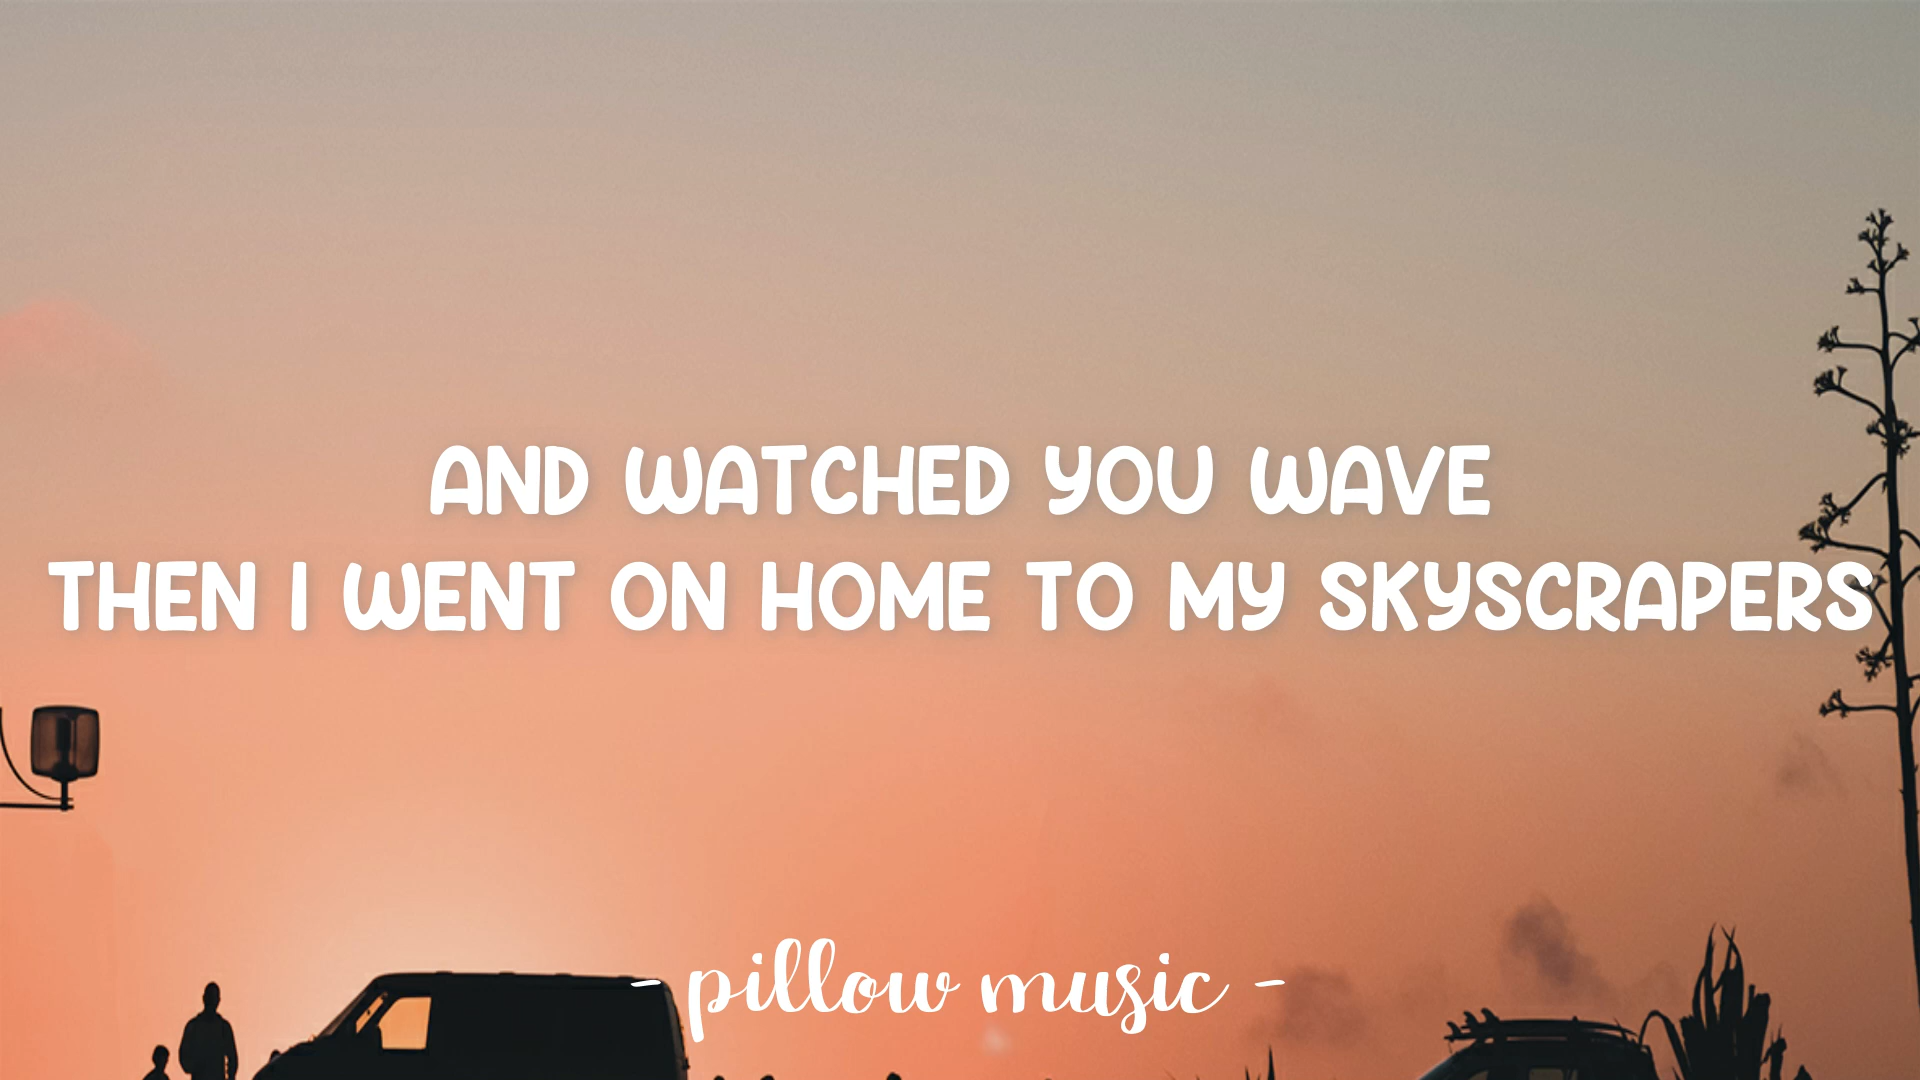 AND WATCHED YOU WAVE
THEN I WENT ON HOME TO MY SKYSCRAPERS
- pillow music -